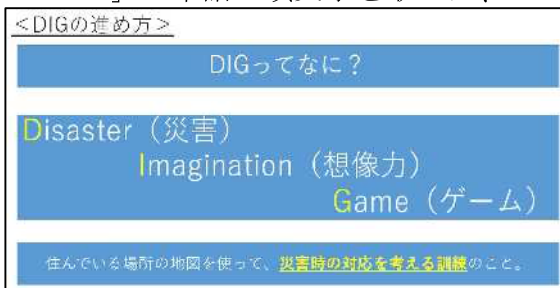 ＜DIGの進め方＞
DIGってなに？
Disaster（災害）
Imagination（想像力）
Game（ゲーム）
住んでいる場所の地図を使って、災害時の対応を考える訓練のこと。